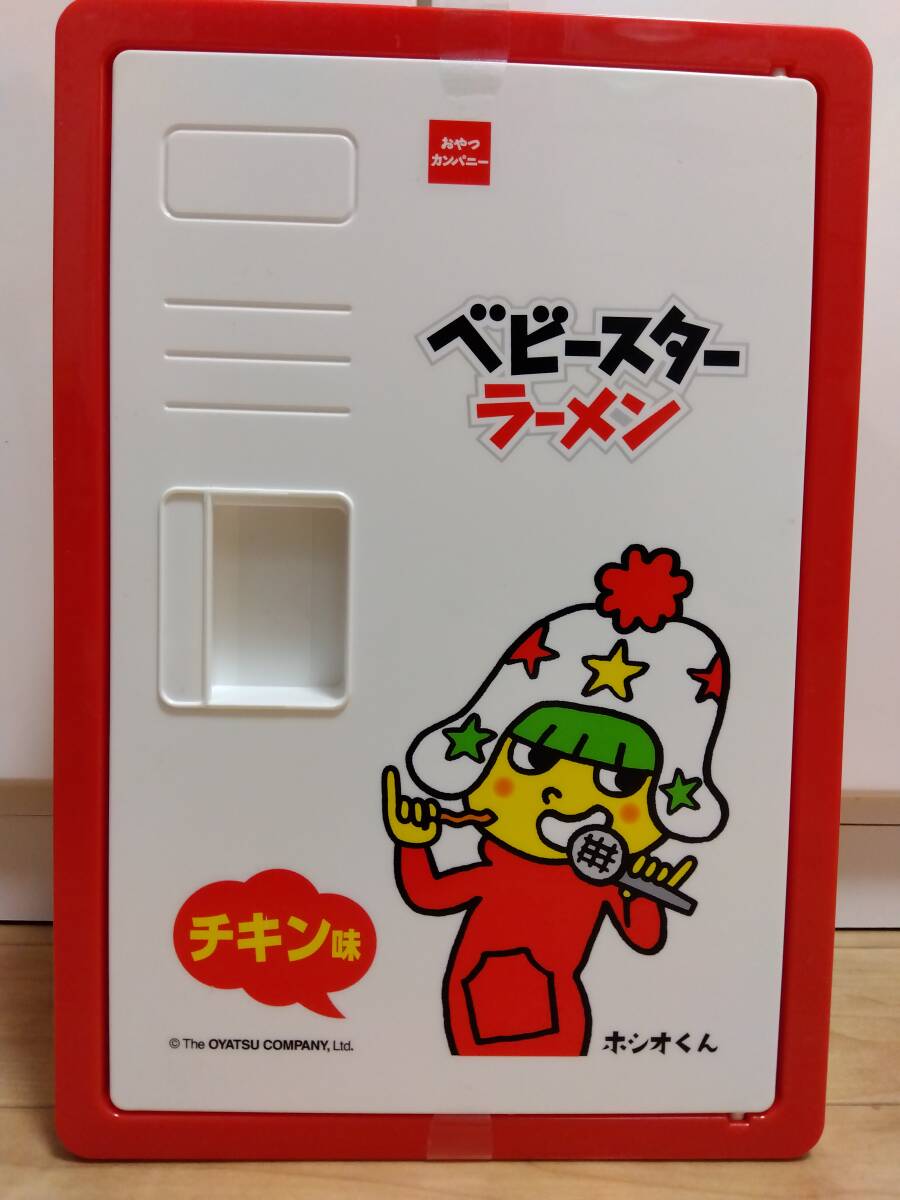 おやつ
カンパニー
ベビースター
ラーメン
チキン味
© The OYATSU COMPANY, Ltd.
ホシオくん